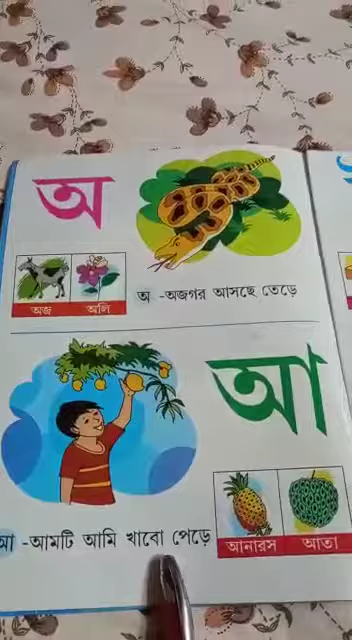 অ
অজ অলি
অ -অজগর আসছে তেড়ে
আ
আ -আমটি আমি খাবো পেড়ে
আনারস আতা